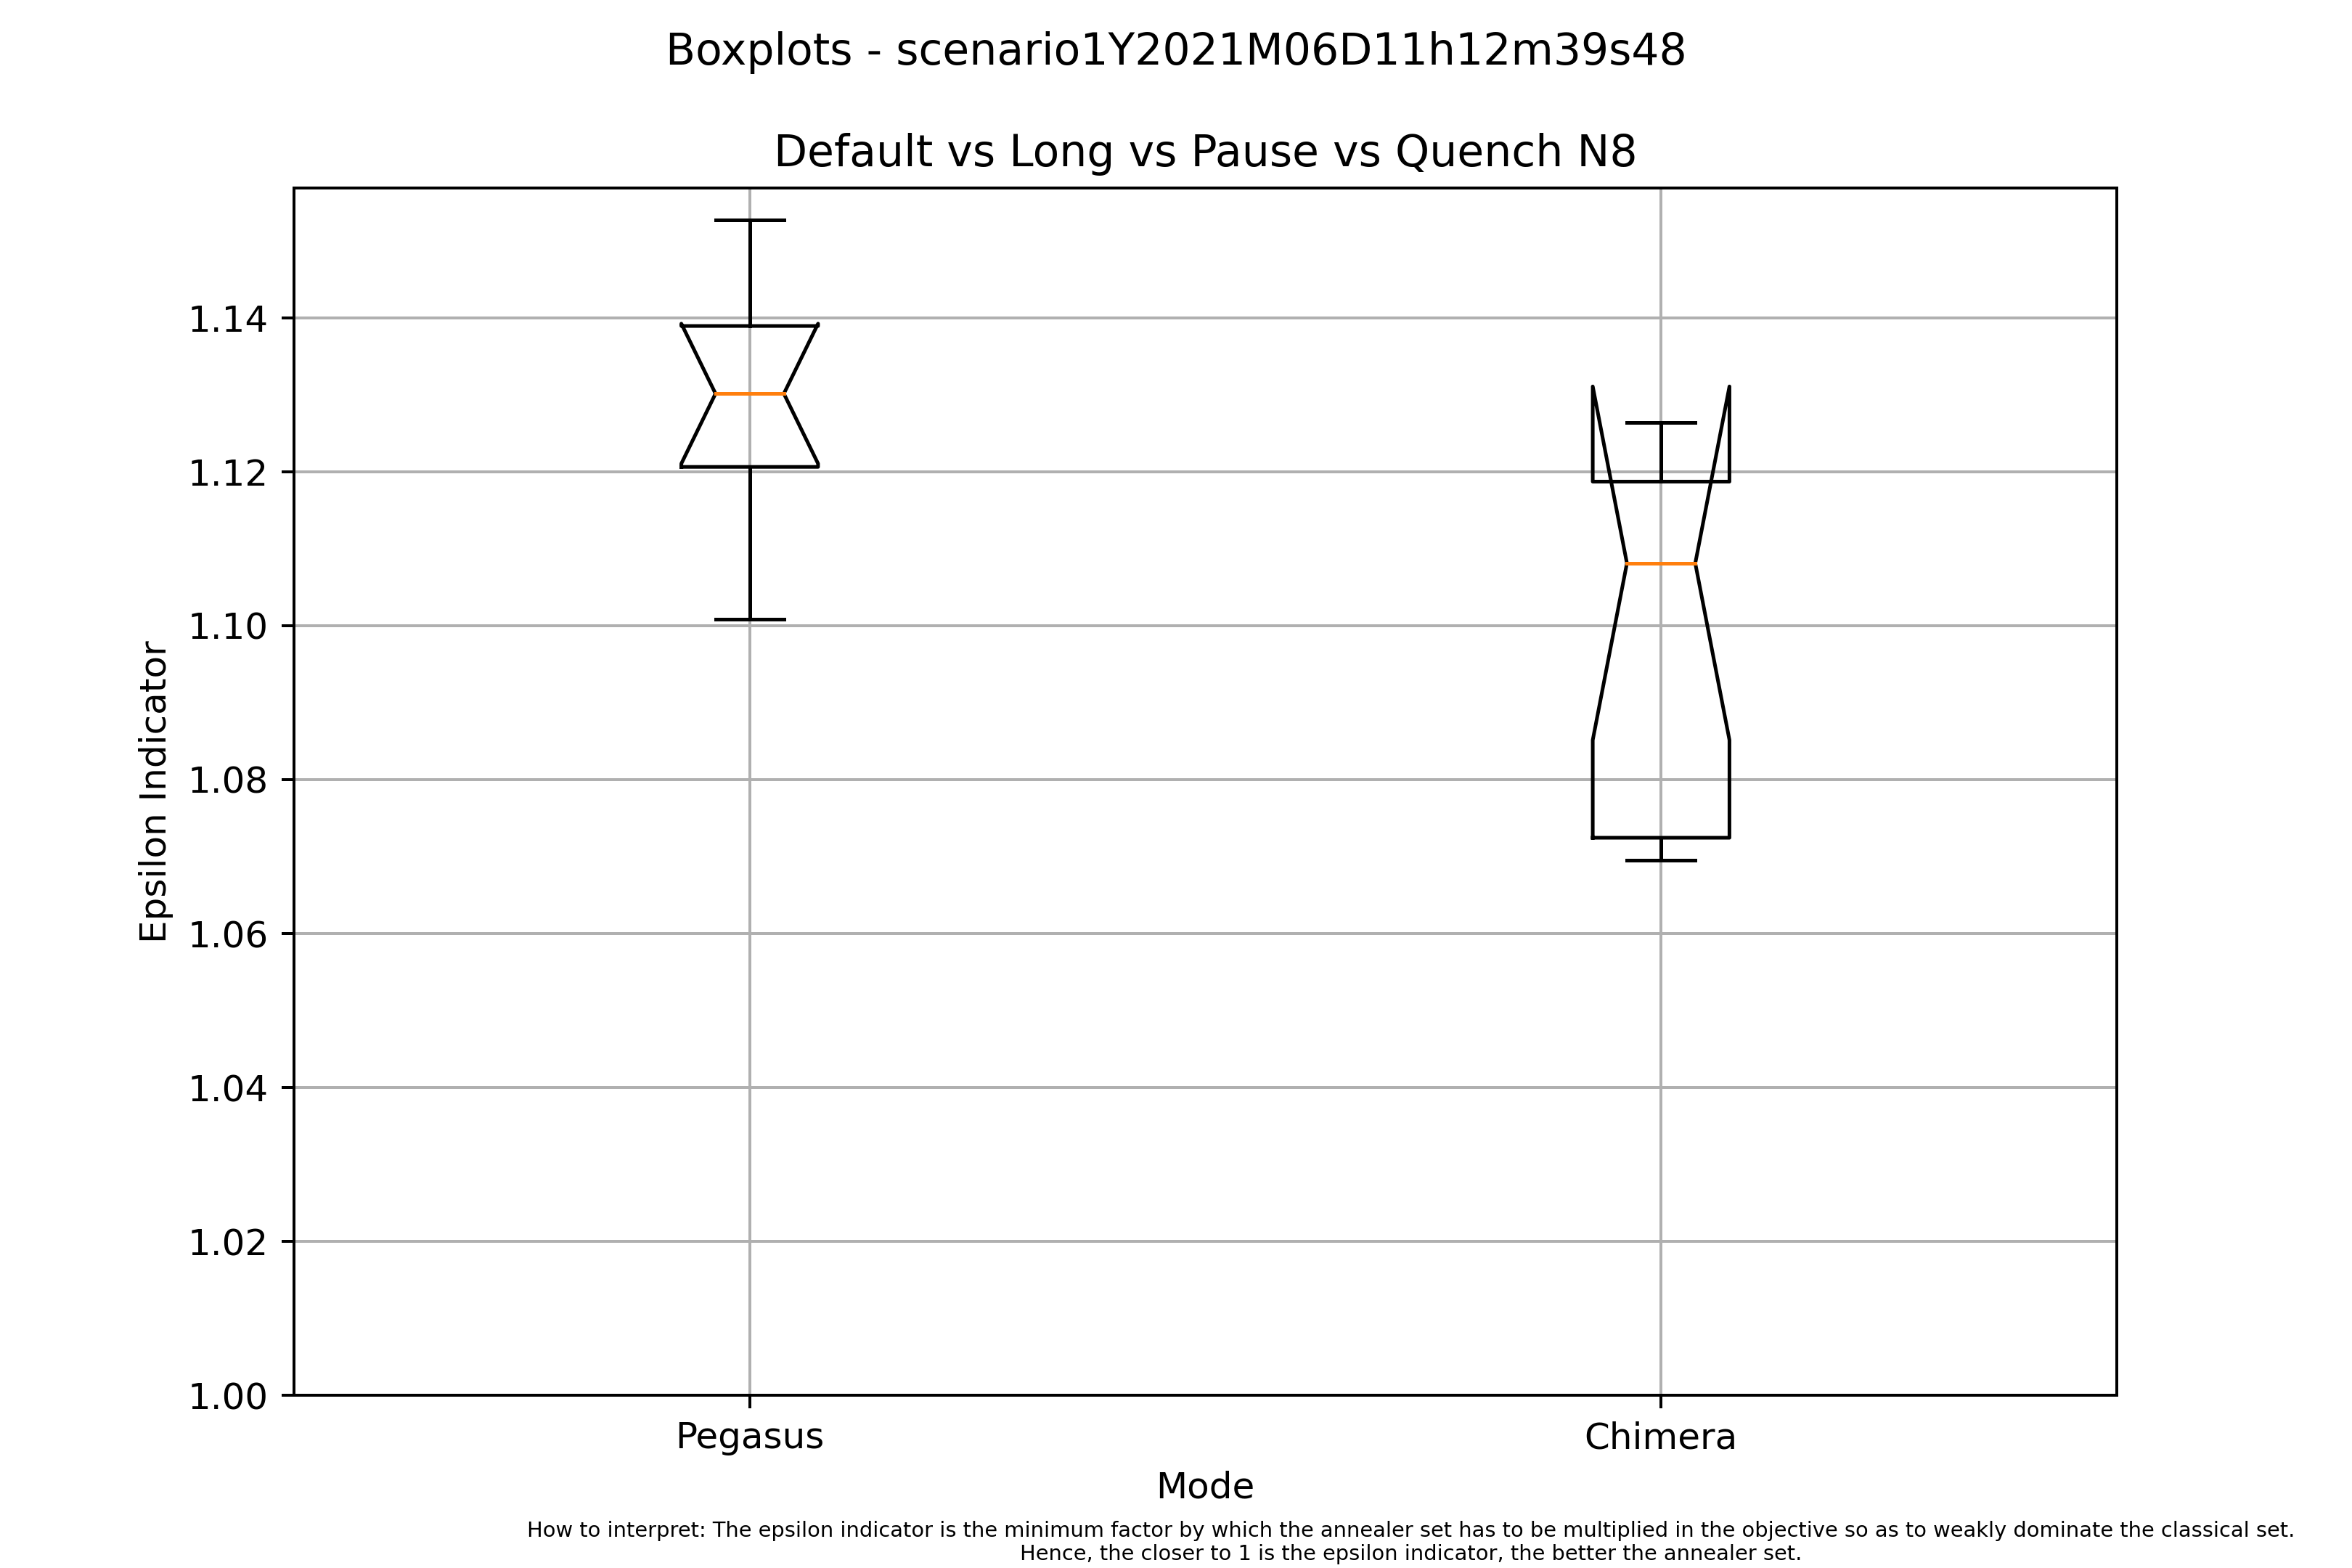 Boxplots - scenario1Y2021M06D11h12m39s48
Default vs Long vs Pause vs Quench N8
1.14
1.12
1.10
1.08
1.06
1.04
1.02
1.00
Epsilon Indicator
Pegasus
Chimera
Mode
How to interpret: The epsilon indicator is the minimum factor by which the annealer set has to be multiplied in the objective so as to weakly dominate the classical set.
Hence, the closer to 1 is the epsilon indicator, the better the annealer set.